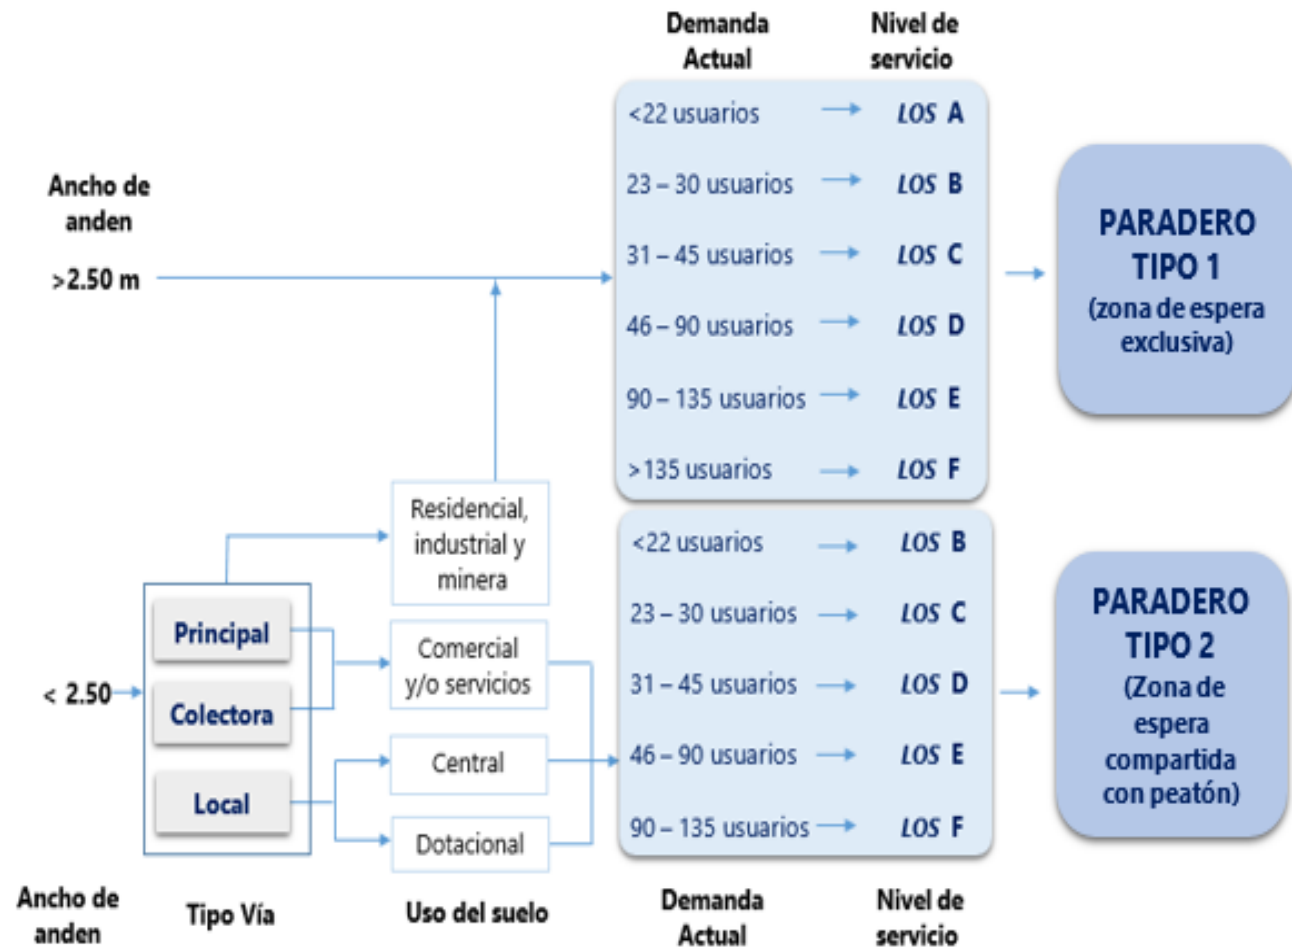 Demanda
Actual
Nivel de
servicio
<22 usuarios
LOS A
23 – 30 usuarios
LOS B
31 – 45 usuarios
LOS C
46 – 90 usuarios
LOS D
90 – 135 usuarios
LOS E
>135 usuarios
LOS F
Ancho de
anden
>2.50 m
PARADERO
TIPO 1
(zona de espera
exclusiva)
Residencial,
industrial y
minera
Principal
Colectora
Local
< 2.50
Comercial
y/o servicios
Central
Dotacional
<22 usuarios
LOS B
23 – 30 usuarios
LOS C
31 – 45 usuarios
LOS D
46 – 90 usuarios
LOS E
90 – 135 usuarios
LOS F
PARADERO
TIPO 2
(Zona de
espera
compartida
con peatón)
Ancho de
anden
Tipo Vía
Uso del suelo
Demanda
Actual
Nivel de
servicio